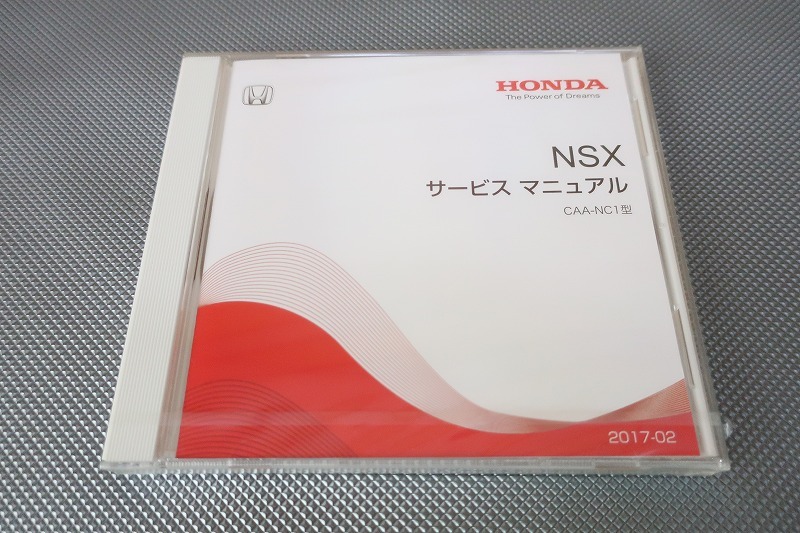 HONDA
The Power of Dreams
NSX
サービス マニュアル
CAA-NC1型
2017-02